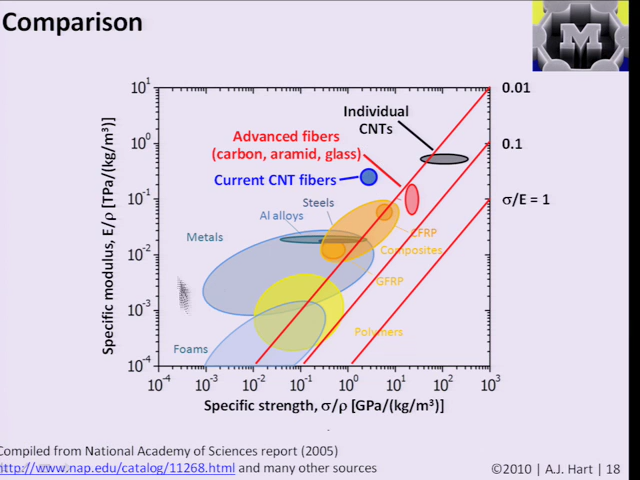 Comparison
M
10¹
10⁰
10⁻¹
10⁻²
10⁻³
10⁻⁴
Specific modulus, E/ρ [TPa/(kg/m³)]
Individual
CNTs
Advanced fibers
(carbon, aramid, glass)
Current CNT fibers
Steels
Al alloys
Metals
CFRP
Composites
GFRP
Polymers
Foams
0.01
0.1
σ/E = 1
10⁻⁴ 10⁻³ 10⁻² 10⁻¹ 10⁰ 10¹ 10² 10³
Specific strength, σ/ρ [GPa/(kg/m³)]
Compiled from National Academy of Sciences report (2005)
http://www.nap.edu/catalog/11268.html and many other sources
©2010 | A.J. Hart | 18